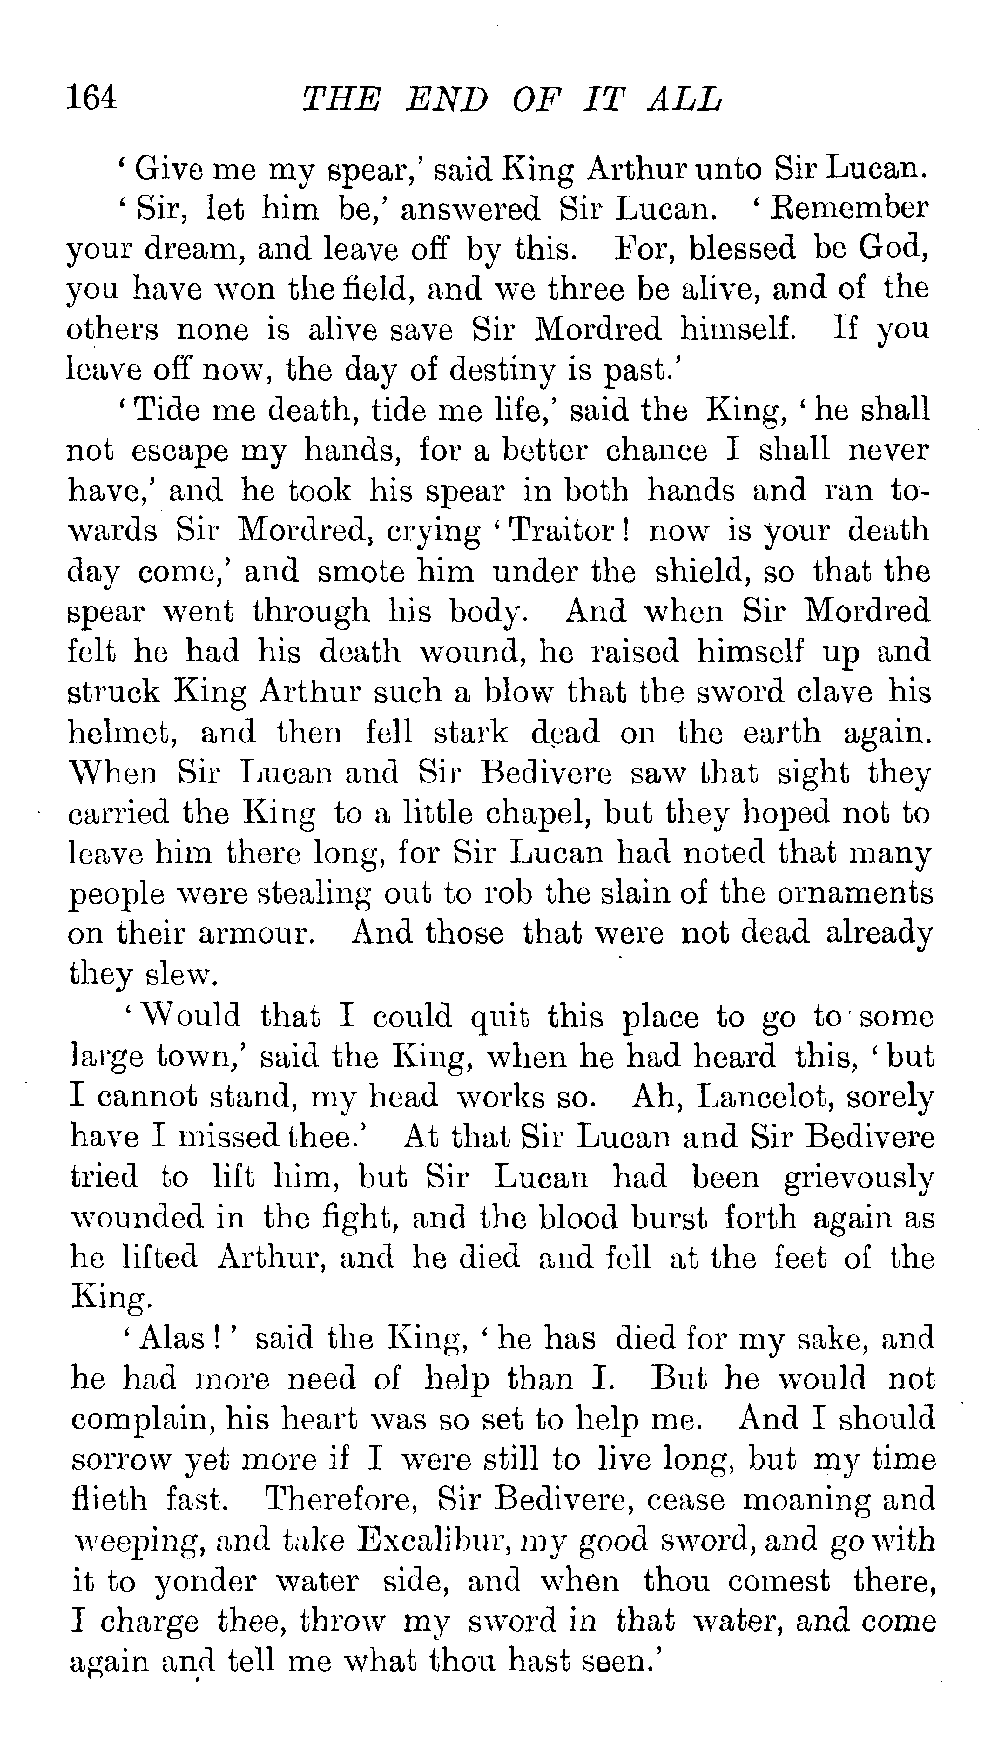 164 THE END OF IT ALL
‘ Give me my spear,’ said King Arthur unto Sir Lucan.
‘ Sir, let him be,’ answered Sir Lucan. ‘ Remember
your dream, and leave off by this. For, blessed be God,
you have won the field, and we three be alive, and of the
others none is alive save Sir Mordred himself. If you
leave off now, the day of destiny is past.’
‘ Tide me death, tide me life,’ said the King, ‘ he shall
not escape my hands, for a better chance I shall never
have,’ and he took his spear in both hands and ran to-
wards Sir Mordred, crying ‘ Traitor ! now is your death
day come,’ and smote him under the shield, so that the
spear went through his body. And when Sir Mordred
felt he had his death wound, he raised himself up and
struck King Arthur such a blow that the sword clave his
helmet, and then fell stark dead on the earth again.
When Sir Lucan and Sir Bedivere saw that sight they
carried the King to a little chapel, but they hoped not to
leave him there long, for Sir Lucan had noted that many
people were stealing out to rob the slain of the ornaments
on their armour. And those that were not dead already
they slew.
‘ Would that I could quit this place to go to some
large town,’ said the King, when he had heard this, ‘ but
I cannot stand, my head works so. Ah, Lancelot, sorely
have I missed thee.’ At that Sir Lucan and Sir Bedivere
tried to lift him, but Sir Lucan had been grievously
wounded in the fight, and the blood burst forth again as
he lifted Arthur, and he died and fell at the feet of the
King.
‘ Alas ! ’ said the King, ‘ he has died for my sake, and
he had more need of help than I. But he would not
complain, his heart was so set to help me. And I should
sorrow yet more if I were still to live long, but my time
flieth fast. Therefore, Sir Bedivere, cease moaning and
weeping, and take Excalibur, my good sword, and go with
it to yonder water side, and when thou comest there,
I charge thee, throw my sword in that water, and come
again and tell me what thou hast seen.’